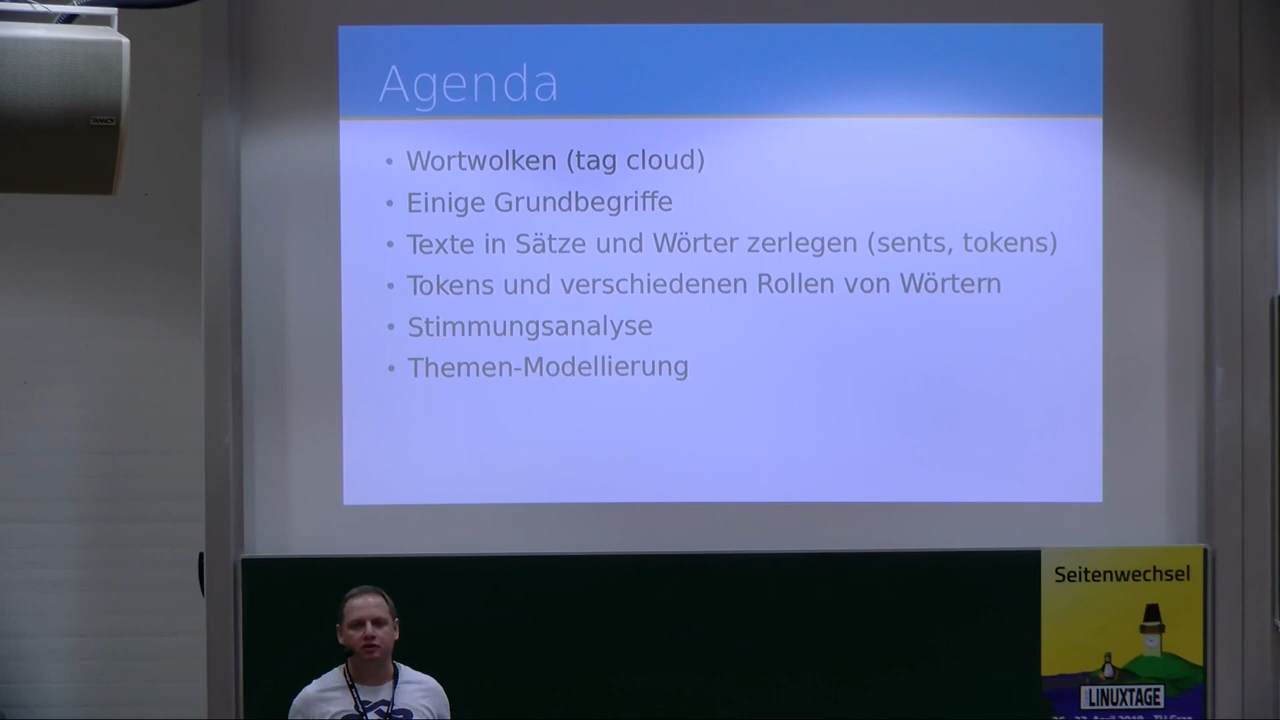 Agenda
• Wortwolken (tag cloud)
• Einige Grundbegriffe
• Texte in Sätze und Wörter zerlegen (sents, tokens)
• Tokens und verschiedenen Rollen von Wörtern
• Stimmungsanalyse
• Themen-Modellierung
TANNOY
Seitenwechsel
LINUXTAGE